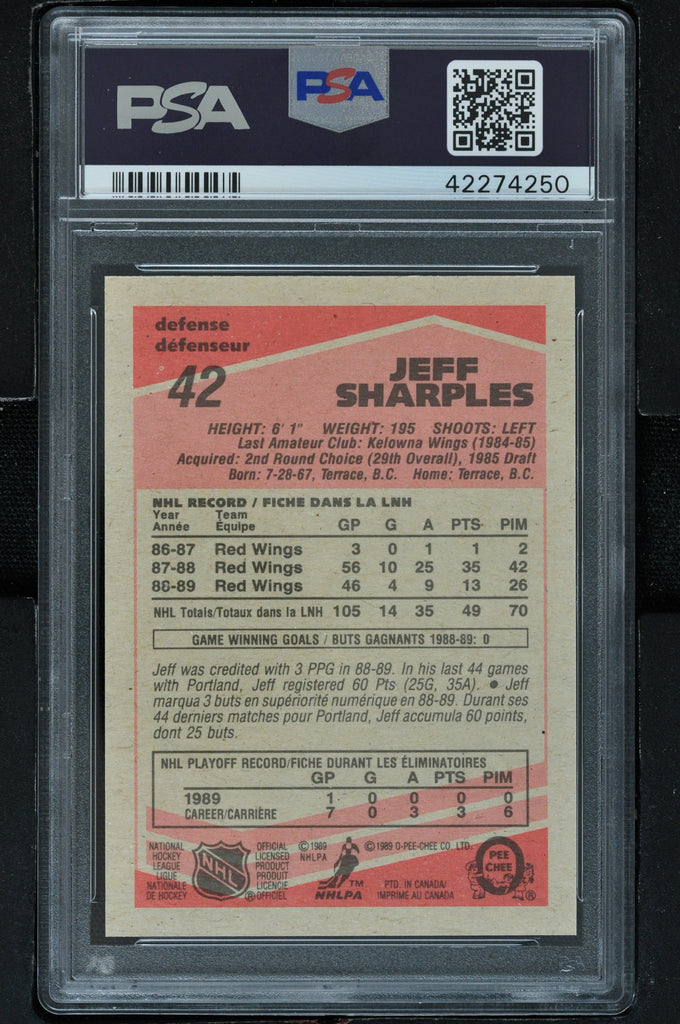 PSA PSA
42274250
defense
défenseur
42 JEFF
SHARPLES
HEIGHT: 6' 1" WEIGHT: 195 SHOOTS: LEFT
Last Amateur Club: Kelowna Wings (1984-85)
Acquired: 2nd Round Choice (29th Overall), 1985 Draft
Born: 7-28-67, Terrace, B.C. Home: Terrace, B.C.
NHL RECORD / FICHE DANS LA LNH
Year Team
Année Équipe GP G A PTS PIM
86-87 Red Wings 3 0 1 1 2
87-88 Red Wings 56 10 25 35 42
88-89 Red Wings 46 4 9 13 26
NHL Totals/Totaux dans la LNH 105 14 35 49 70
GAME WINNING GOALS / BUTS GAGNANTS 1988-89: 0
Jeff was credited with 3 PPG in 88-89. In his last 44 games
with Portland, Jeff registered 60 Pts (25G, 35A). ● Jeff
marqua 3 buts en supériorité numérique en 88-89. Durant ses
44 derniers matches pour Portland, Jeff accumula 60 points,
dont 25 buts.
NHL PLAYOFF RECORD/FICHE DURANT LES ÉLIMINATOIRES
GP G A PTS PIM
1989 1 0 0 0 0
CAREER/CARRIÈRE 7 0 3 3 6
NATIONAL
HOCKEY
LEAGUE
LIGUE
NATIONALE
DE HOCKEY
NHL
®
OFFICIAL
LICENSED
PRODUCT
PRODUIT
LICENCIÉ
OFFICIEL
© 1989
NHLPA
NHLPA ™
© 1989 O-PEE-CHEE CO. LTD.
PTD. IN CANADA/
IMPRIMÉ AU CANADA
O PEE
CHEE
®